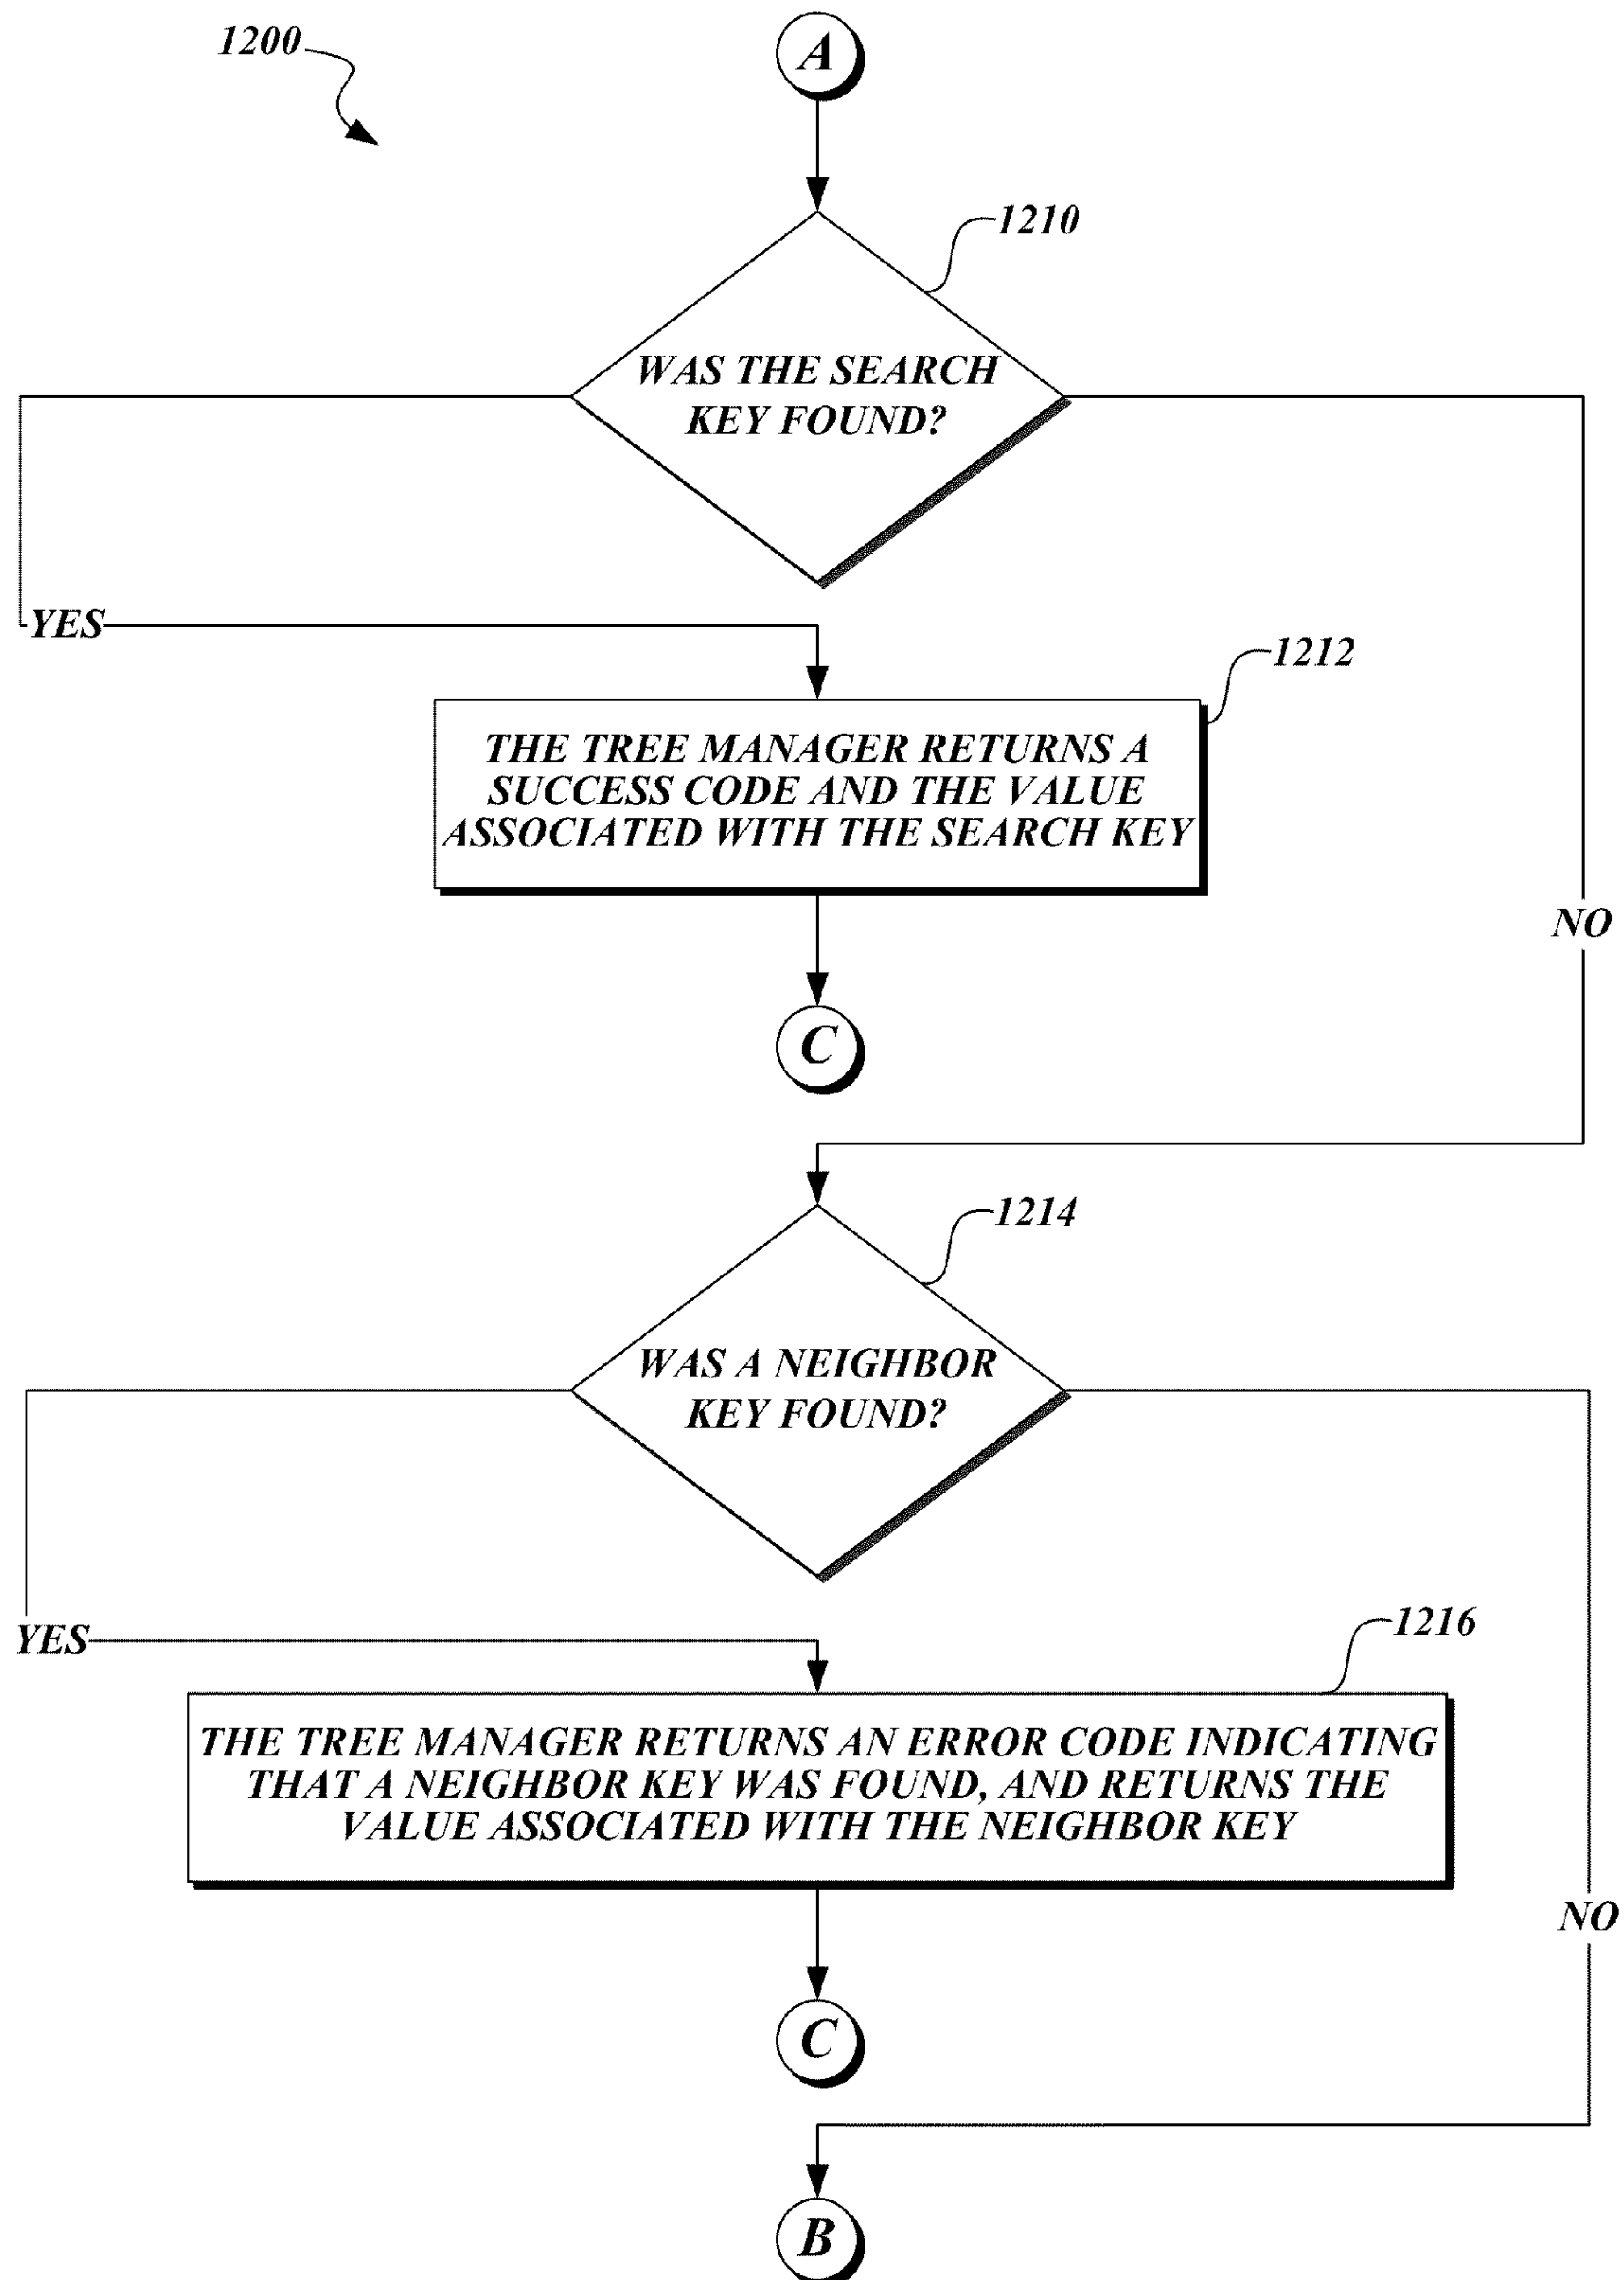 1200
A
1210
WAS THE SEARCH
KEY FOUND?
YES
1212
THE TREE MANAGER RETURNS A
SUCCESS CODE AND THE VALUE
ASSOCIATED WITH THE SEARCH KEY
NO
C
1214
WAS A NEIGHBOR
KEY FOUND?
YES
1216
THE TREE MANAGER RETURNS AN ERROR CODE INDICATING
THAT A NEIGHBOR KEY WAS FOUND, AND RETURNS THE
VALUE ASSOCIATED WITH THE NEIGHBOR KEY
NO
C
B